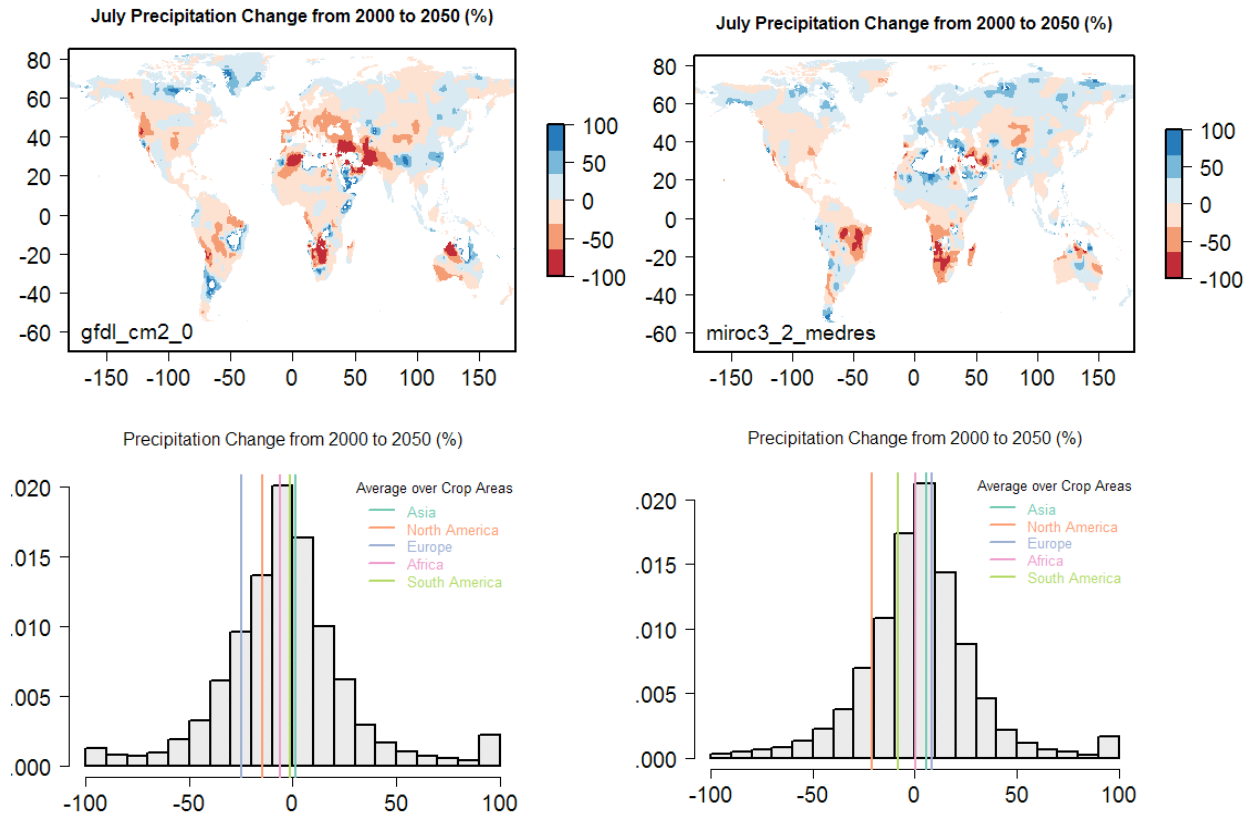 July Precipitation Change from 2000 to 2050 (%)
80
60
40
20
0
-20
-40
-60
gfdl_cm2_0
-150 -100 -50 0 50 100 150
100
50
0
-50
-100
July Precipitation Change from 2000 to 2050 (%)
80
60
40
20
0
-20
-40
-60
miroc3_2_medres
-150 -100 -50 0 50 100 150
100
50
0
-50
-100
Precipitation Change from 2000 to 2050 (%)
.020
.015
.010
.005
.000
Average over Crop Areas
Asia
North America
Europe
Africa
South America
-100 -50 0 50 100
Precipitation Change from 2000 to 2050 (%)
.020
.015
.010
.005
.000
Average over Crop Areas
Asia
North America
Europe
Africa
South America
-100 -50 0 50 100